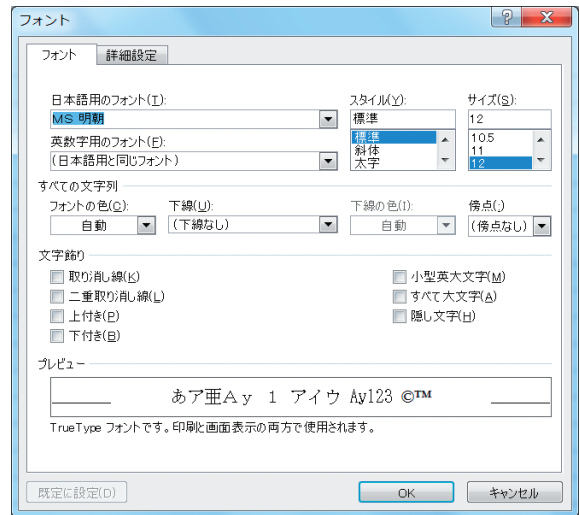 フォント
フォント 詳細設定
日本語用のフォント(T): スタイル(Y): サイズ(S):
MS 明朝 標準 12
英数字用のフォント(F): 標準 10.5
(日本語用と同じフォント) 斜体 11
太字 12
すべての文字列
フォントの色(C): 下線(U): 下線の色(I): 傍点(;)
自動 (下線なし) 自動 (傍点なし)
文字飾り
取り消し線(K) 小型英大文字(M)
二重取り消し線(L) すべて大文字(A)
上付き(P) 隠し文字(H)
下付き(B)
プレビュー
あア亜Ａｙ １ アイウ Ay123 ©™
TrueType フォントです。印刷と画面表示の両方で使用されます。
既定に設定(D) OK キャンセル